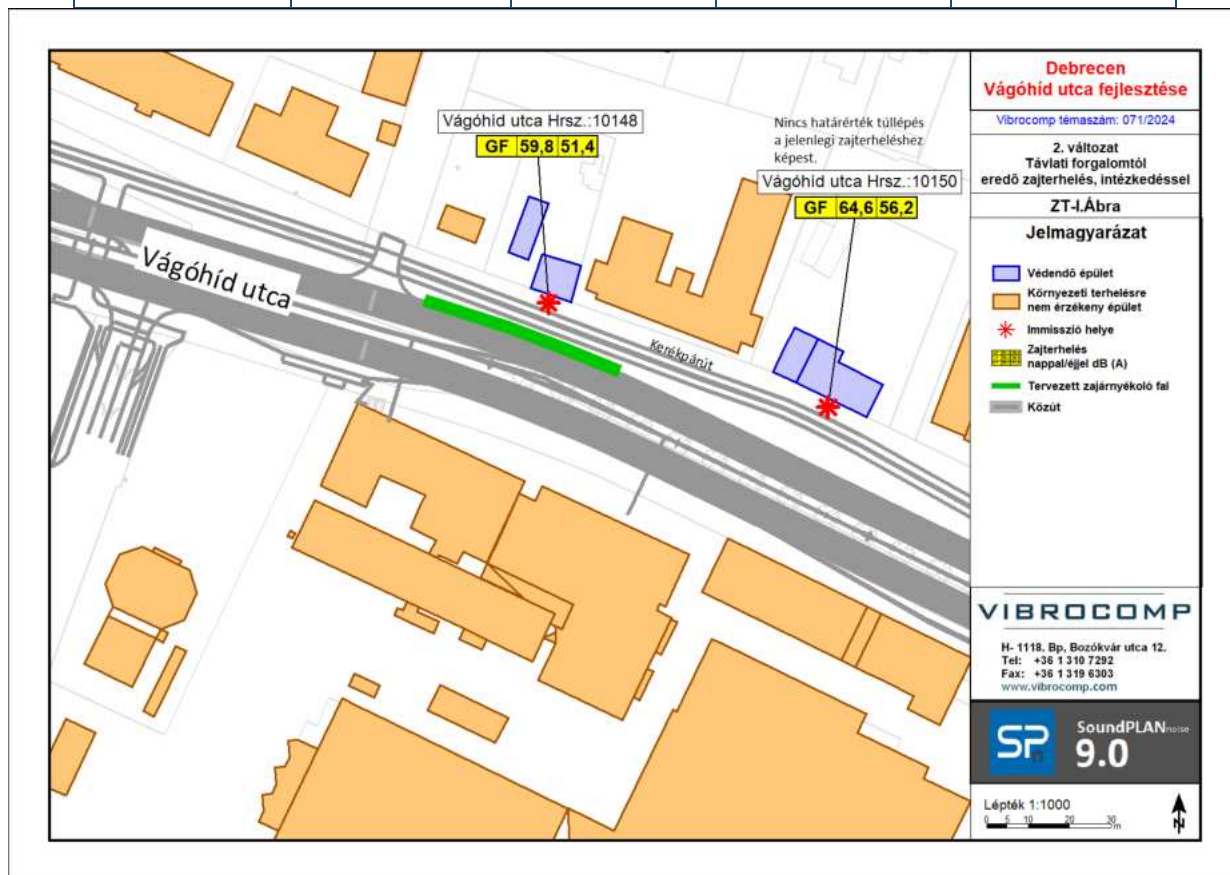 Vágóhíd utca Hrsz.:10148
GF 59,8 51,4
Nincs határérték túllépés
a jelenlegi zajterheléshez
képest.
Vágóhíd utca Hrsz.:10150
GF 64,6 56,2
Vágóhíd utca
Kerékpárút
Debrecen
Vágóhíd utca fejlesztése
Vibrocomp témaszám: 071/2024
2. változat
Távlati forgalomtól
eredő zajterhelés, intézkedéssel
ZT-I.Ábra
Jelmagyarázat
Védendő épület
Környezeti terhelésre
nem érzékeny épület
Immisszió helye
Zajterhelés
nappal/éjjel dB (A)
Tervezett zajárnyékoló fal
Közút
VIBROCOMP
H- 1118. Bp, Bozókvár utca 12.
Tel: +36 1 310 7292
Fax: +36 1 319 6303
www.vibrocomp.com
SPn
SoundPLANnoise
9.0
Lépték 1:1000
0 5 10 20 30 m
N